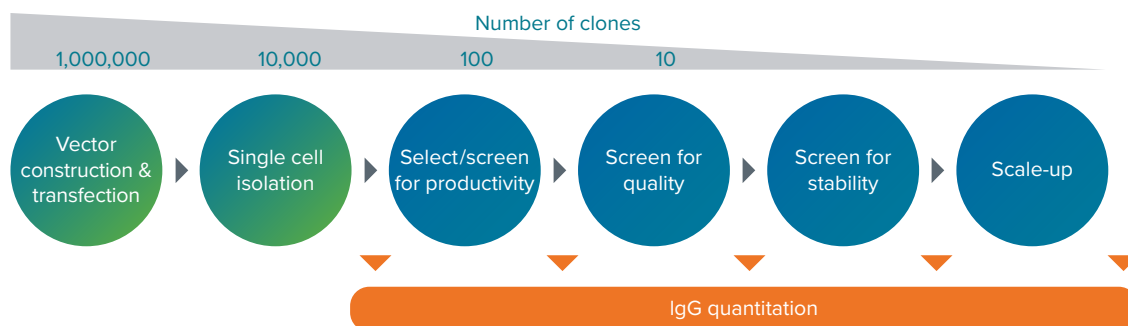 Number of clones
1,000,000 10,000 100 10
Vector
construction &
transfection
Single cell
isolation
Select/screen
for productivity
Screen for
quality
Screen for
stability
Scale-up
IgG quantitation